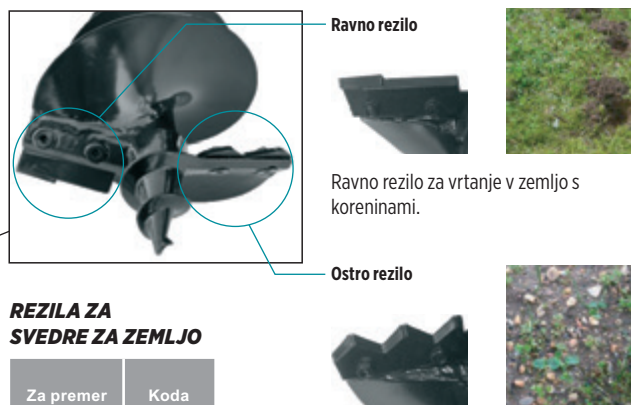 Ravno rezilo
Ravno rezilo za vrtanje v zemljo s
koreninami.
Ostro rezilo
REZILA ZA
SVEDRE ZA ZEMLJO
Za premer Koda